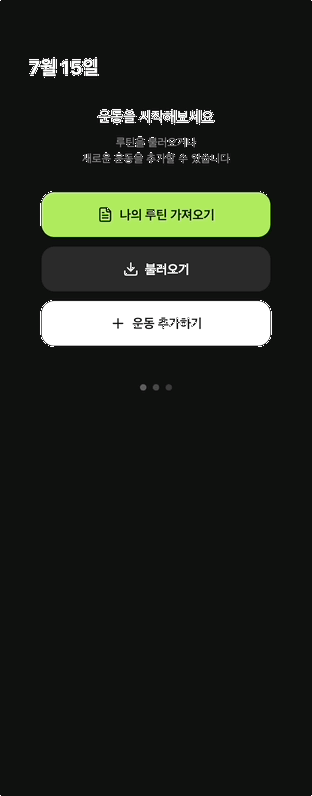 7월 15일
운동을 시작해보세요
루틴을 불러오거나
새로운 운동을 추가할 수 있습니다
나의 루틴 가져오기
불러오기
운동 추가하기